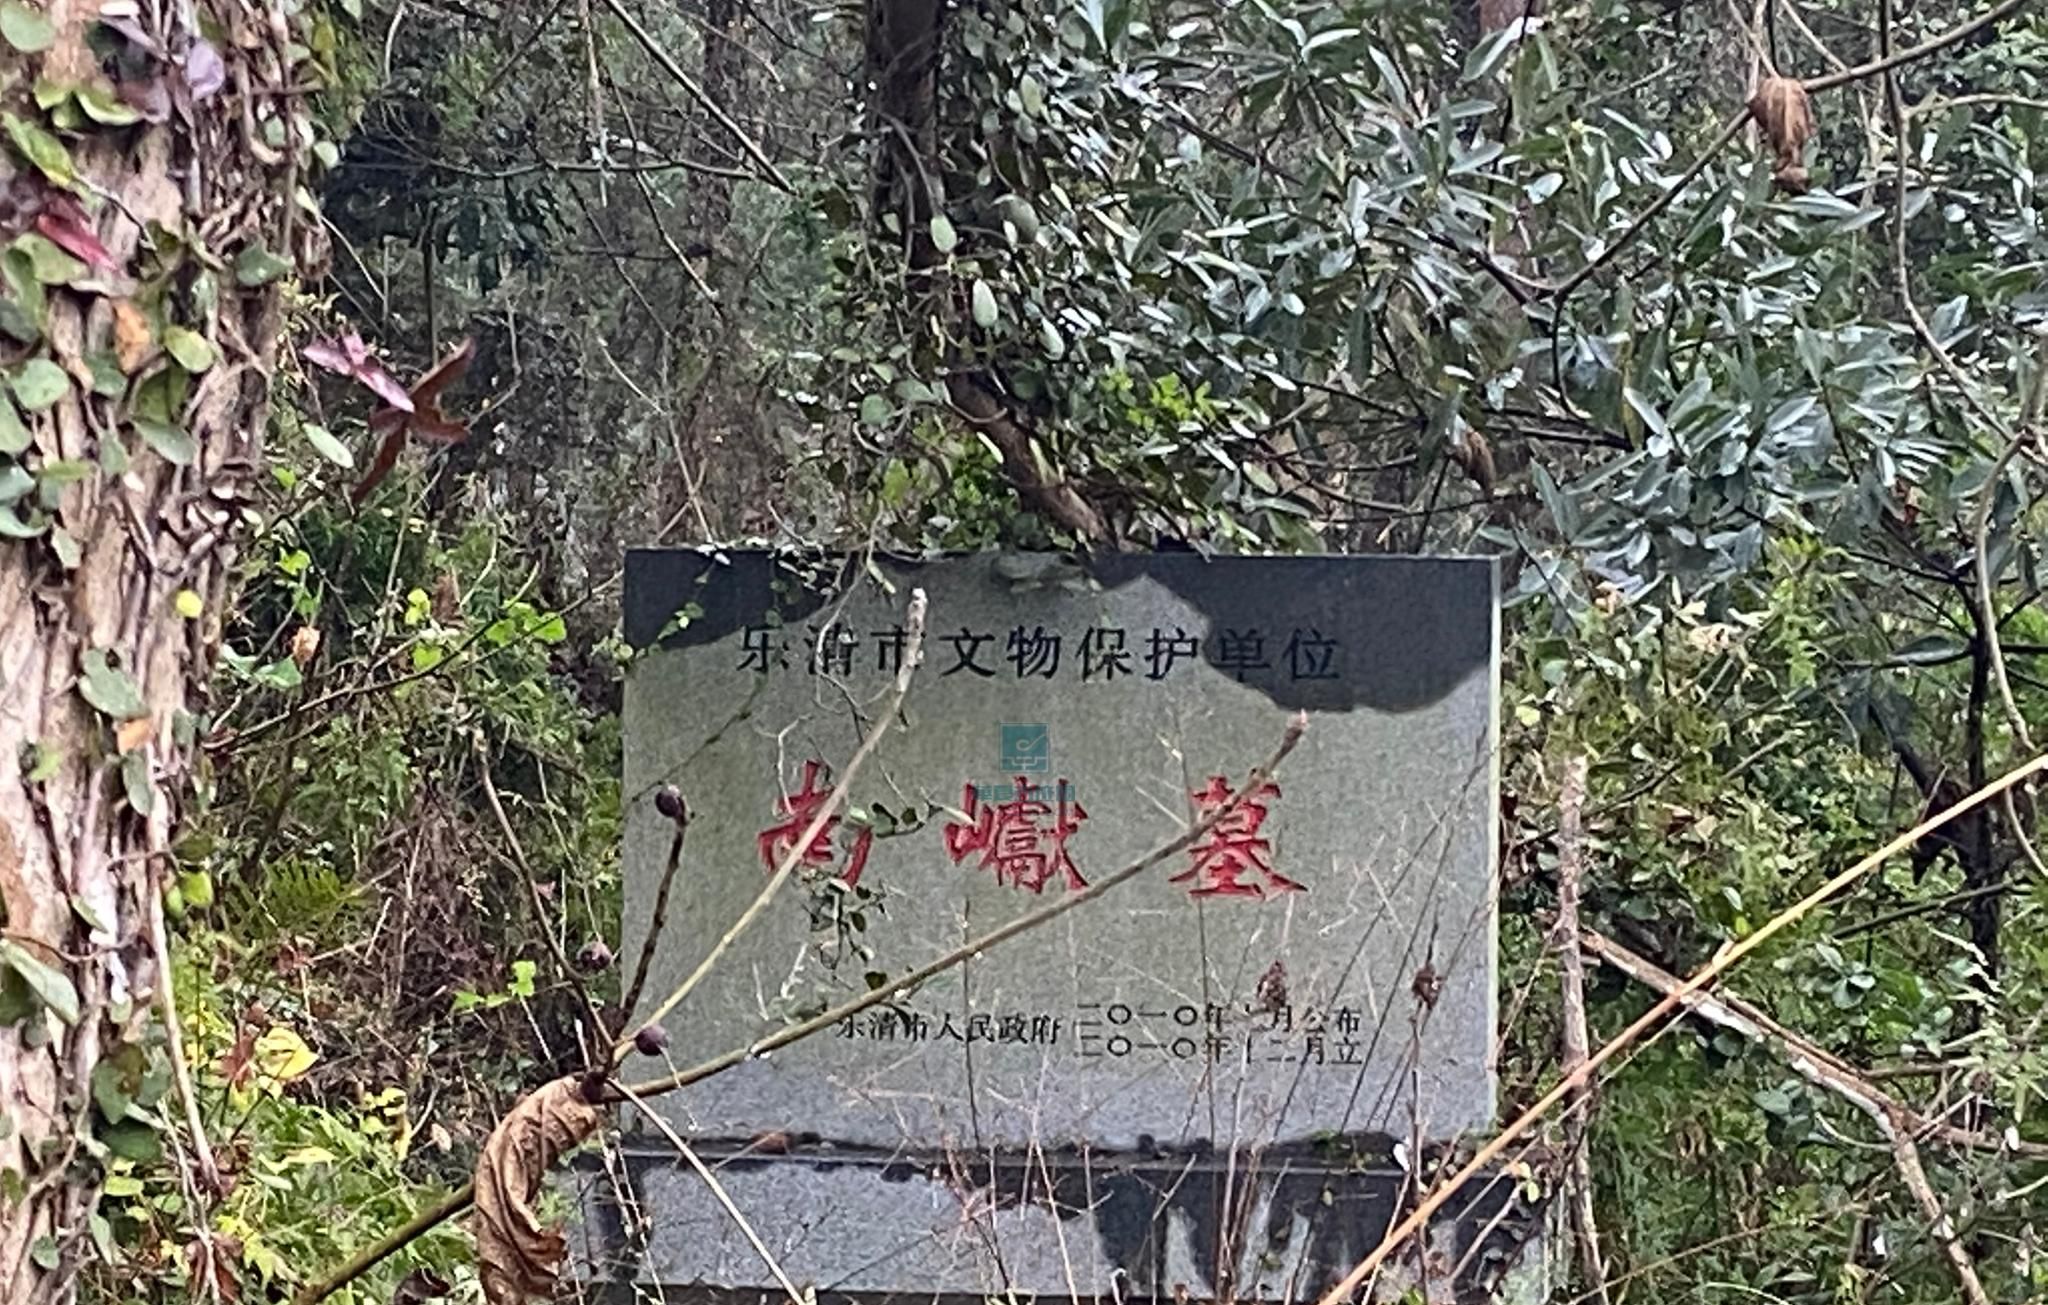 乐清市文物保护单位
南巘墓
乐清市人民政府
二〇一〇年 月公布
二〇一〇年十二月立